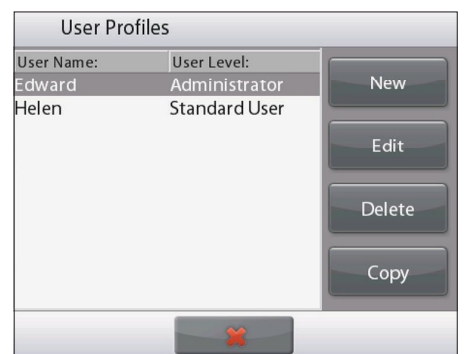 User Profiles
User Name: User Level:
Edward Administrator
Helen Standard User
New
Edit
Delete
Copy